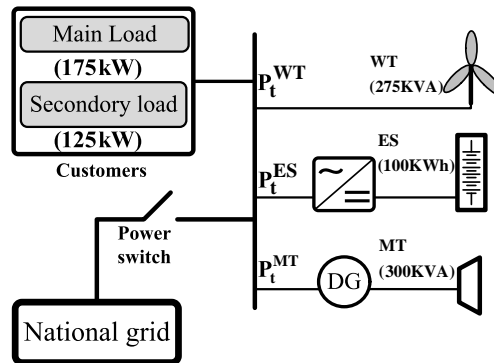 Main Load
(175kW)
Secondory load
(125kW)
Customers
Power
switch
National grid
P_t^WT
WT
(275KVA)
P_t^ES
ES
(100KWh)
P_t^MT
DG
MT
(300KVA)